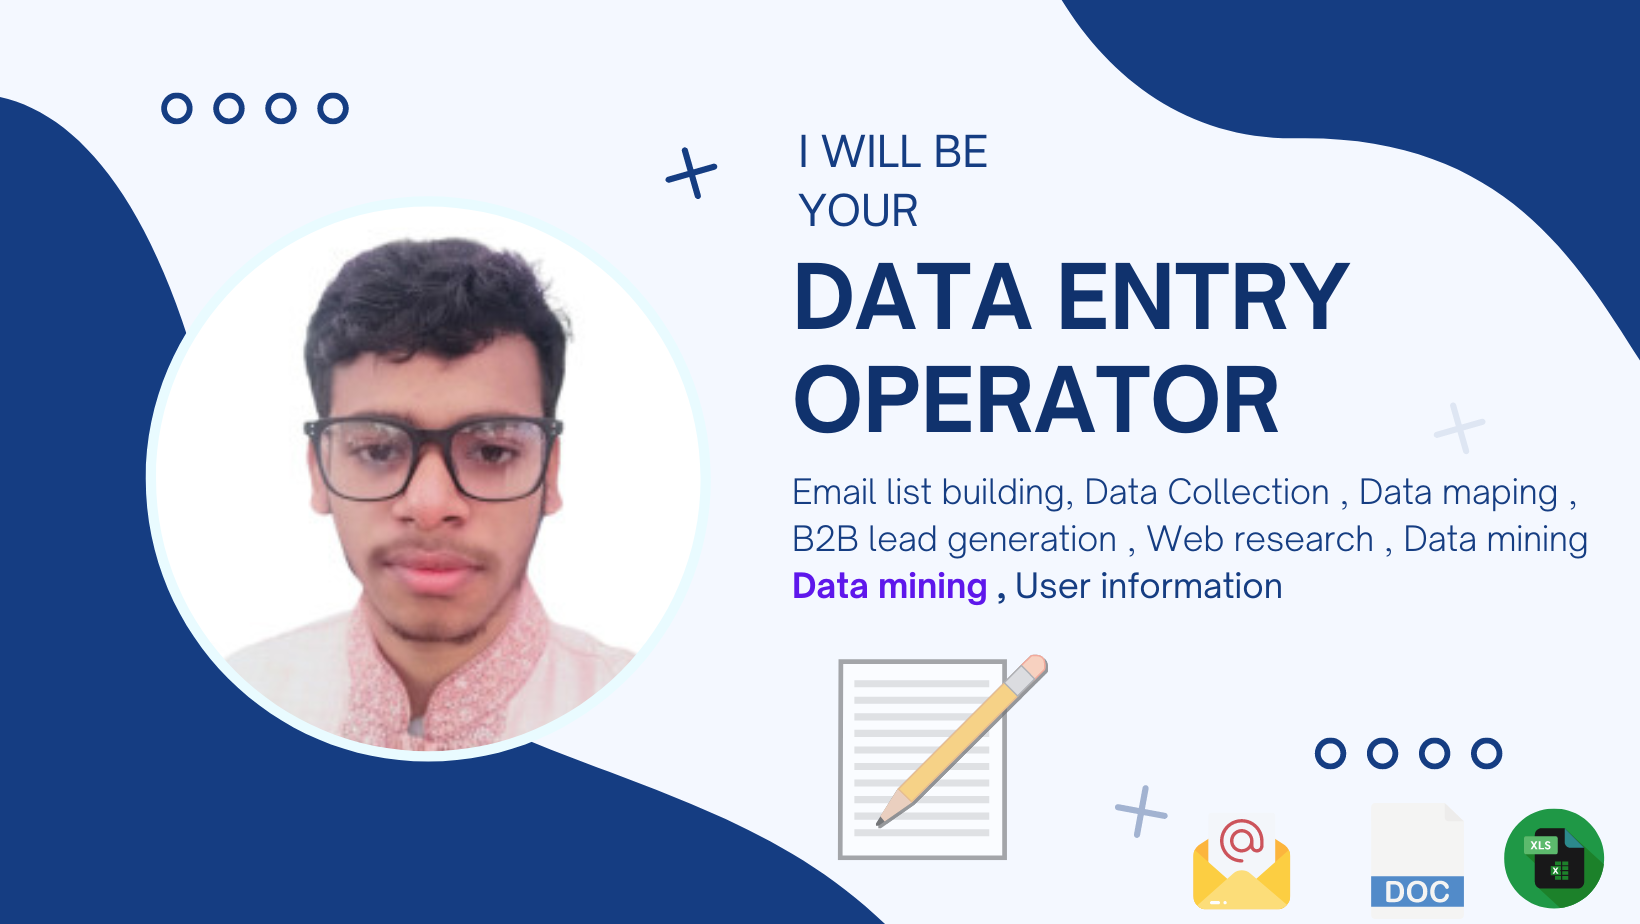 I WILL BE
YOUR
DATA ENTRY
OPERATOR
Email list building, Data Collection , Data maping ,
B2B lead generation , Web research , Data mining
Data mining , User information
@
DOC
XLS
X